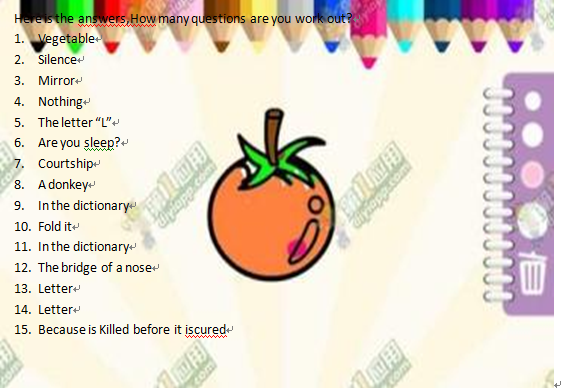 Here is the answers,How many questions are you work out?
1. Vegetable
2. Silence
3. Mirror
4. Nothing
5. The letter “L”
6. Are you sleep?
7. Courtship
8. A donkey
9. In the dictionary
10. Fold it
11. In the dictionary
12. The bridge of a nose
13. Letter
14. Letter
15. Because is Killed before it iscured